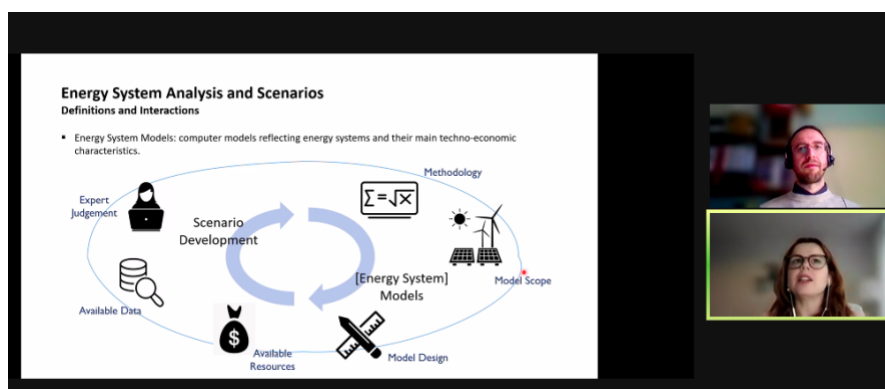 Energy System Analysis and Scenarios
Definitions and Interactions
▪ Energy System Models: computer models reflecting energy systems and their main techno-economic
characteristics.
Methodology
Expert
Judgement
Σ=√x
Scenario
Development
[Energy System]
Models
Model Scope
Available Data
$
Available
Resources
Model Design